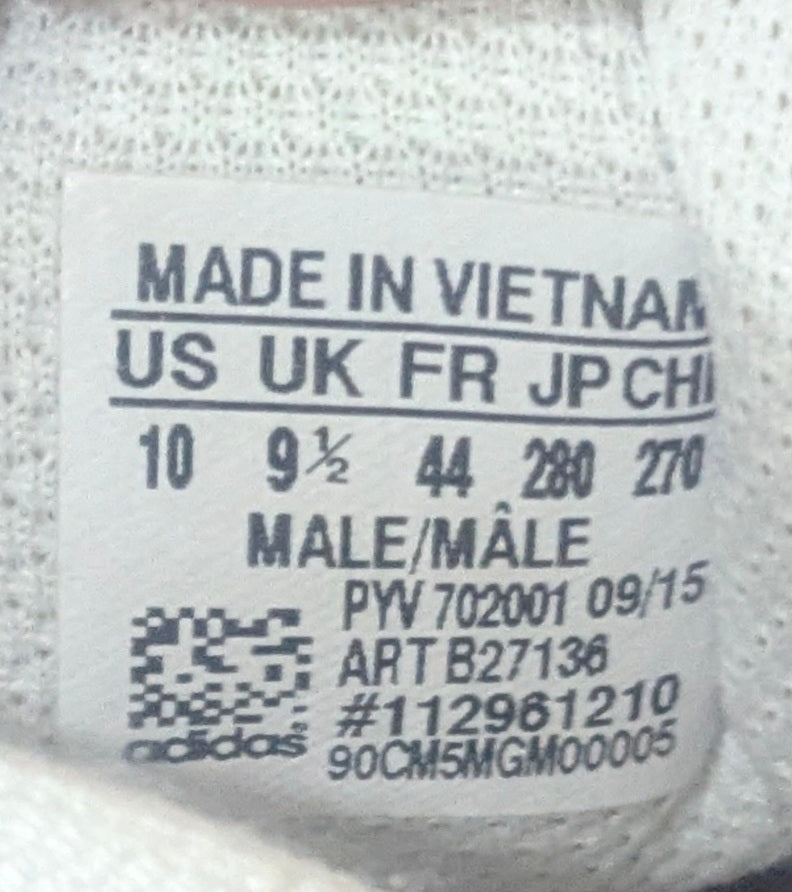 MADE IN VIETNAM
US UK FR JP CHI
10 9½ 44 280 270
MALE/MÂLE
PYV 702001 09/15
ART B27136
#112961210
90CM5MGM00005
adidas